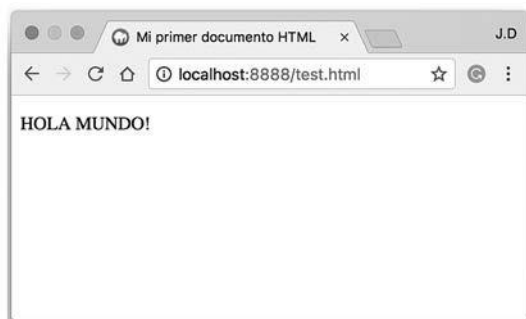 Mi primer documento HTML
J.D
localhost:8888/test.html
HOLA MUNDO!